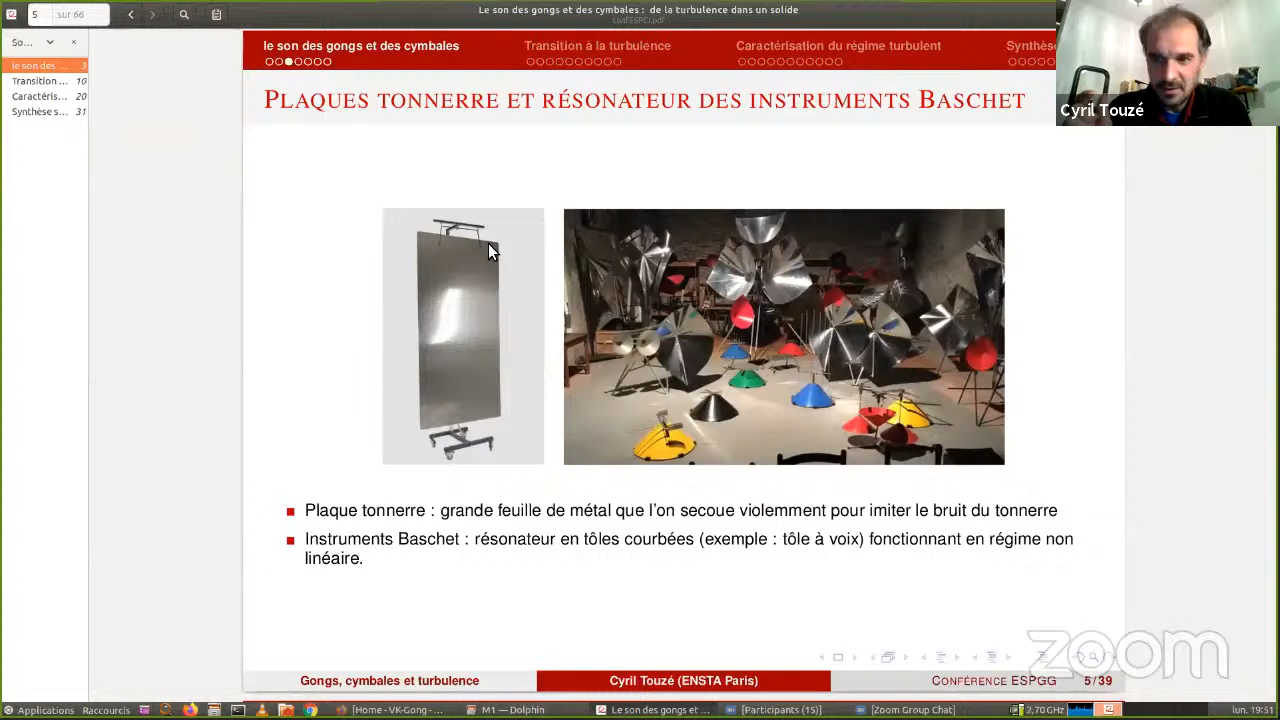 5
sur 66
Le son des gongs et des cymbales : de la turbulence dans un solide
So...
le son des ... 3
Transition ... 10
Caractéris... 20
Synthèse s... 31
le son des gongs et des cymbales
Transition à la turbulence
Caractérisation du régime turbulent
Synthès
PLAQUES TONNERRE ET RÉSONATEUR DES INSTRUMENTS BASCHET
Cyril Touzé
Plaque tonnerre : grande feuille de métal que l'on secoue violemment pour imiter le bruit du tonnerre
Instruments Baschet : résonateur en tôles courbées (exemple : tôle à voix) fonctionnant en régime non
linéaire.
zoom
Gongs, cymbales et turbulence
Cyril Touzé (ENSTA Paris)
CONFÉRENCE ESPGG
5 / 39
Applications
Raccourcis
[Home - VK-Gong - ...
M1 — Dolphin
Le son des gongs et ...
[Participants (15)]
[Zoom Group Chat]
2,70 GHz
lun. 19:51